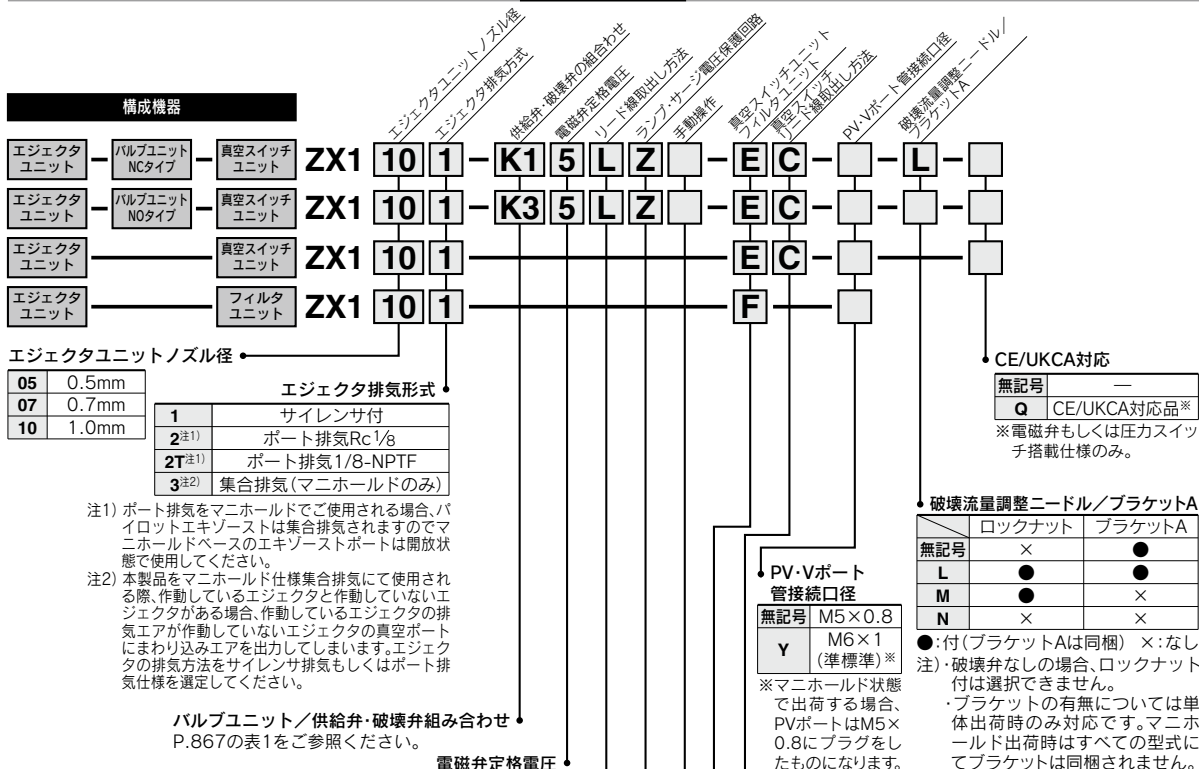 エジェクタユニットノズル径
エジェクタ排気方式
供給弁・破壊弁の組合わせ
電磁弁定格電圧
リード線取出し方法
ランプ・サージ電圧保護回路
手動操作
真空スイッチユニット
フィルタユニット
真空スイッチ
リード線取出し方法
PV・Vポート管接続口径
破壊流量調整ニードル/
ブラケットA
構成機器
エジェクタ
ユニット
バルブユニット
NCタイプ
真空スイッチ
ユニット
ZX1 10 1 - K1 5 L Z - E C - - L -
エジェクタ
ユニット
バルブユニット
NOタイプ
真空スイッチ
ユニット
ZX1 10 1 - K3 5 L Z - E C - - -
エジェクタ
ユニット
真空スイッチ
ユニット
ZX1 10 1 E C - -
エジェクタ
ユニット
フィルタ
ユニット
ZX1 10 1 F -
エジェクタユニットノズル径
05 0.5mm
07 0.7mm
10 1.0mm
エジェクタ排気形式
1 サイレンサ付
2注1) ポート排気Rc1/8
2T注1) ポート排気1/8-NPTF
3注2) 集合排気(マニホールドのみ)
注1) ポート排気をマニホールドでご使用される場合、パ
イロットエキゾーストは集合排気されますのでマ
ニホールドベースのエキゾーストポートは開放状
態で使用してください。
注2) 本製品をマニホールド仕様集合排気にて使用され
る際、作動しているエジェクタと作動していないエ
ジェクタがある場合、作動しているエジェクタの排
気エアが作動していないエジェクタの真空ポート
にまわり込みエアを出力してしまいます。エジェク
タの排気方法をサイレンサ排気もしくはポート排
気仕様を選定してください。
バルブユニット/供給弁・破壊弁組み合わせ
P.867の表1をご参照ください。
電磁弁定格電圧
PV・Vポート
管接続口径
無記号 M5×0.8
Y M6×1
(準標準)※
※マニホールド状態
で出荷する場合、
PVポートはM5×
0.8にプラグをし
たものになります。
CE/UKCA対応
無記号 —
Q CE/UKCA対応品※
※電磁弁もしくは圧力スイッ
チ搭載仕様のみ。
破壊流量調整ニードル/ブラケットA
ロックナット ブラケットA
無記号 × ●
L ● ●
M ● ×
N × ×
●:付(ブラケットAは同梱) ×:なし
注)・破壊弁なしの場合、ロックナット
付は選択できません。
・ブラケットの有無については単
体出荷時のみ対応です。マニホ
ールド出荷時はすべての型式に
てブラケットは同梱されません。